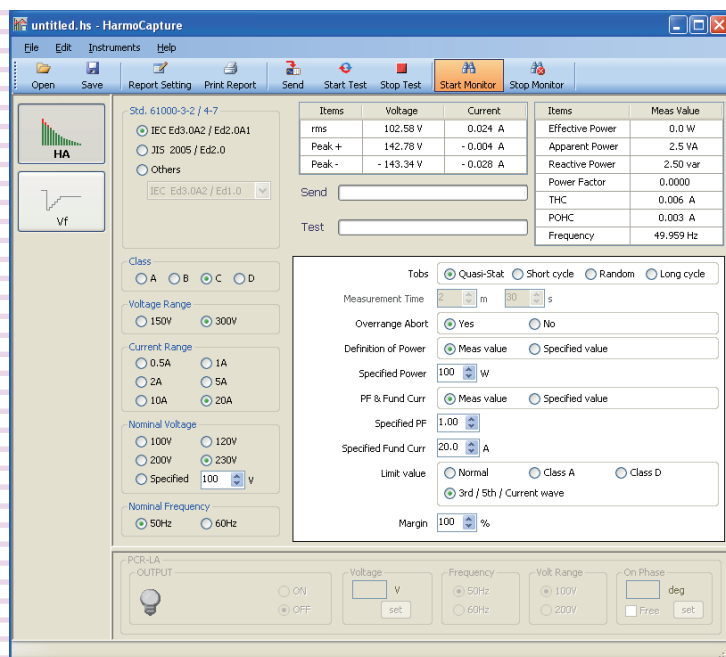 untitled.hs - HarmoCapture
File Edit Instruments Help
Open Save Report Setting Print Report Send Start Test Stop Test Start Monitor Stop Monitor
HA
Vf
Std. 61000-3-2 / 4-7
IEC Ed3.0A2 / Ed2.0A1
JIS 2005 / Ed2.0
Others
IEC Ed3.0A2 / Ed1.0
Items Voltage Current
rms 102.58 V 0.024 A
Peak + 142.78 V - 0.004 A
Peak - - 143.34 V - 0.028 A
Send
Test
Items Meas Value
Effective Power 0.0 W
Apparent Power 2.5 VA
Reactive Power 2.50 var
Power Factor 0.0000
THC 0.006 A
POHC 0.003 A
Frequency 49.959 Hz
Class
A B C D
Voltage Range
150V 300V
Current Range
0.5A 1A
2A 5A
10A 20A
Nominal Voltage
100V 120V
200V 230V
Specified 100 V
Nominal Frequency
50Hz 60Hz
Tobs Quasi-Stat Short cycle Random Long cycle
Measurement Time 2 m 30 s
Overrange Abort Yes No
Definition of Power Meas value Specified value
Specified Power 100 W
PF & Fund Curr Meas value Specified value
Specified PF 1.00
Specified Fund Curr 20.0 A
Limit value Normal Class A Class D
3rd / 5th / Current wave
Margin 100 %
PCR-LA
OUTPUT
ON
OFF
Voltage
V
set
Frequency
50Hz
60Hz
Volt Range
100V
200V
On Phase
deg
Free set